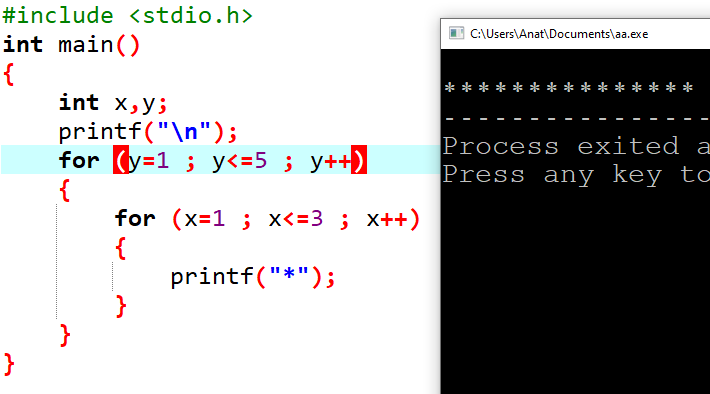 #include <stdio.h>
int main()
{
    int x,y;
    printf("\n");
    for (y=1 ; y<=5 ; y++)
    {
        for (x=1 ; x<=3 ; x++)
        {
            printf("*");
        }
    }
}
C:\Users\Anat\Documents\aa.exe
***************
----------------
Process exited a
Press any key to